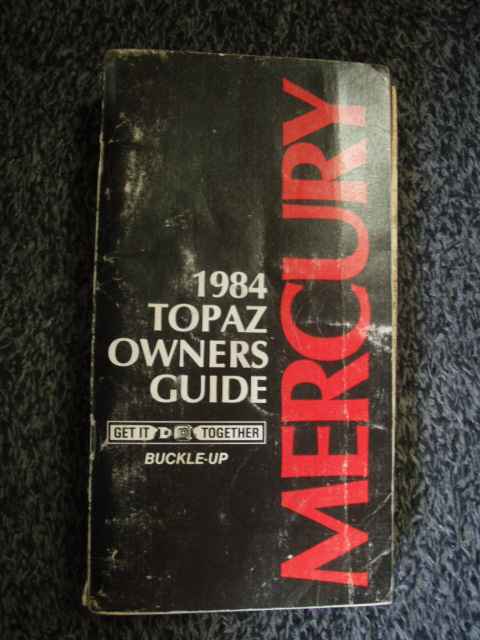 1984
TOPAZ
OWNERS
GUIDE
GET IT TOGETHER
BUCKLE-UP
MERCURY